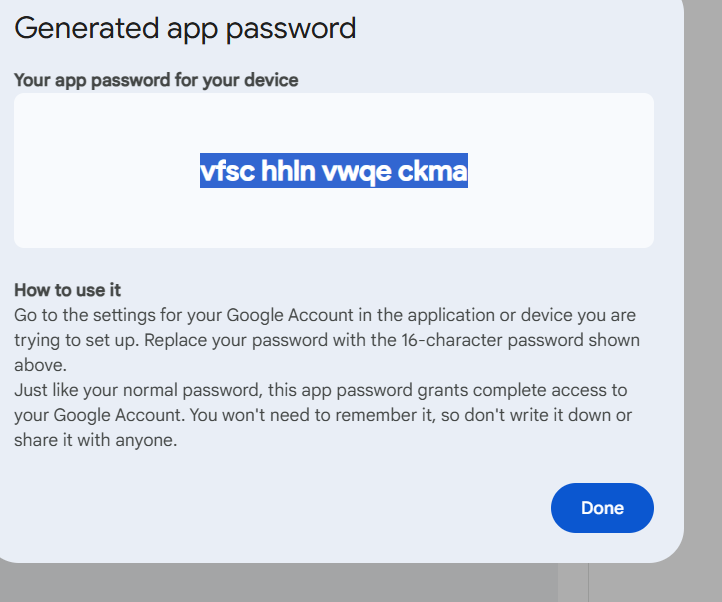 Generated app password
Your app password for your device
vfsc hhln vwqe ckma
How to use it
Go to the settings for your Google Account in the application or device you are
trying to set up. Replace your password with the 16-character password shown
above.
Just like your normal password, this app password grants complete access to
your Google Account. You won't need to remember it, so don't write it down or
share it with anyone.
Done